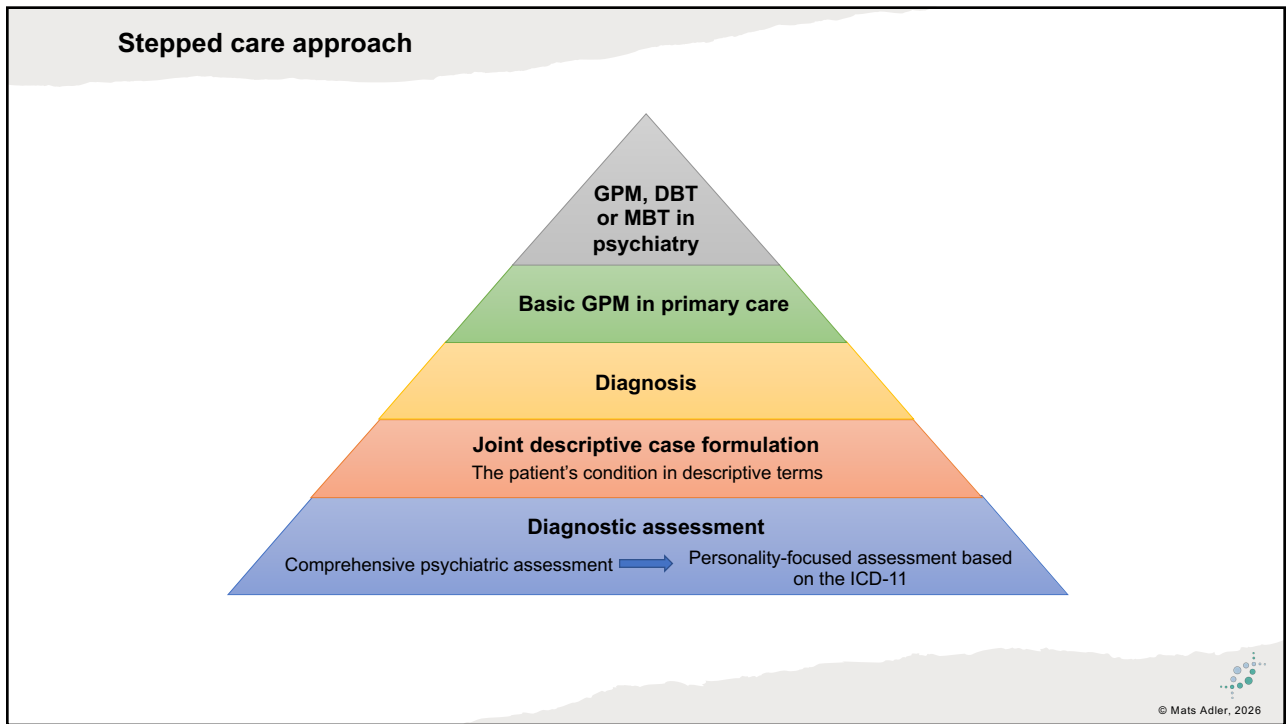 Stepped care approach
GPM, DBT
or MBT in
psychiatry
Basic GPM in primary care
Diagnosis
Joint descriptive case formulation
The patient’s condition in descriptive terms
Diagnostic assessment
Comprehensive psychiatric assessment
Personality-focused assessment based
on the ICD-11
© Mats Adler, 2026